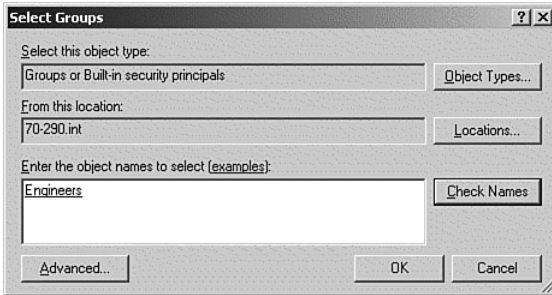 Select Groups
Select this object type:
Groups or Built-in security principals
Object Types...
From this location:
70-290.int
Locations...
Enter the object names to select (examples):
Engineers
Check Names
Advanced...
OK
Cancel